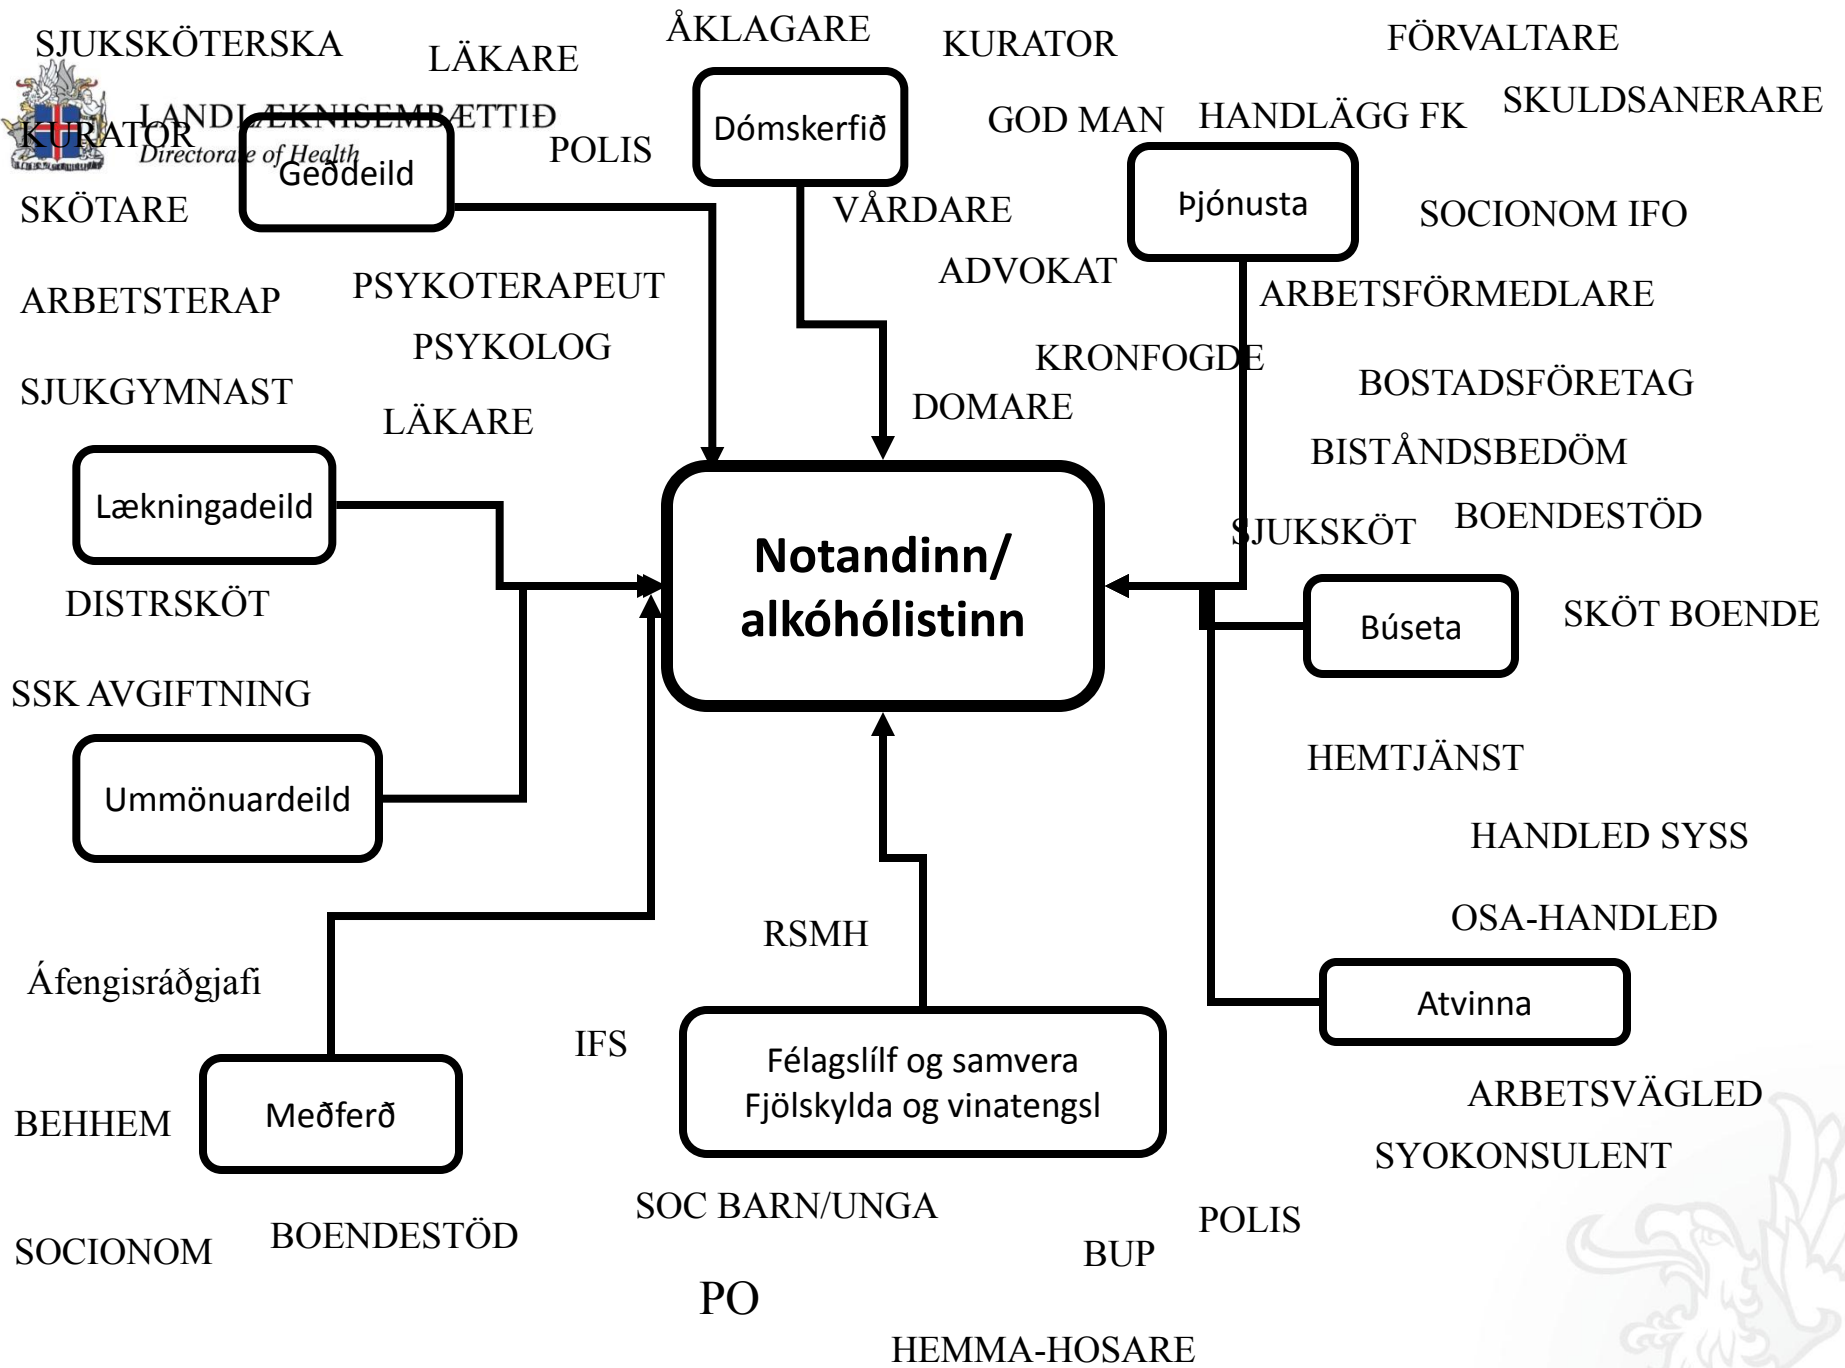 SJUKSKÖTERSKA
LÄKARE
ÅKLAGARE
KURATOR
FÖRVALTARE
SKULDSANERARE
LANDLÆKNISEMBÆTTIÐ
Directorate of Health
KURATOR
Geðdeild
POLIS
Dómskerfið
GOD MAN
HANDLÄGG FK
SKÖTARE
VÅRDARE
Þjónusta
SOCIONOM IFO
ARBETSTERAP
PSYKOTERAPEUT
ADVOKAT
ARBETSFÖRMEDLARE
PSYKOLOG
KRONFOGDE
SJUKGYMNAST
LÄKARE
DOMARE
BOSTADSFÖRETAG
BISTÅNDSBEDÖM
Lækningadeild
Notandinn/
alkóhólistinn
SJUKSKÖT
BOENDESTÖD
DISTRSKÖT
Búseta
SKÖT BOENDE
SSK AVGIFTNING
Ummönuardeild
HEMTJÄNST
HANDLED SYSS
RSMH
OSA-HANDLED
Áfengisráðgjafi
IFS
Atvinna
Félagslílf og samvera
Fjölskylda og vinatengsl
BEHHEM
Meðferð
ARBETSVÄGLED
SYOKONSULENT
SOCIONOM
BOENDESTÖD
SOC BARN/UNGA
POLIS
BUP
PO
HEMMA-HOSARE